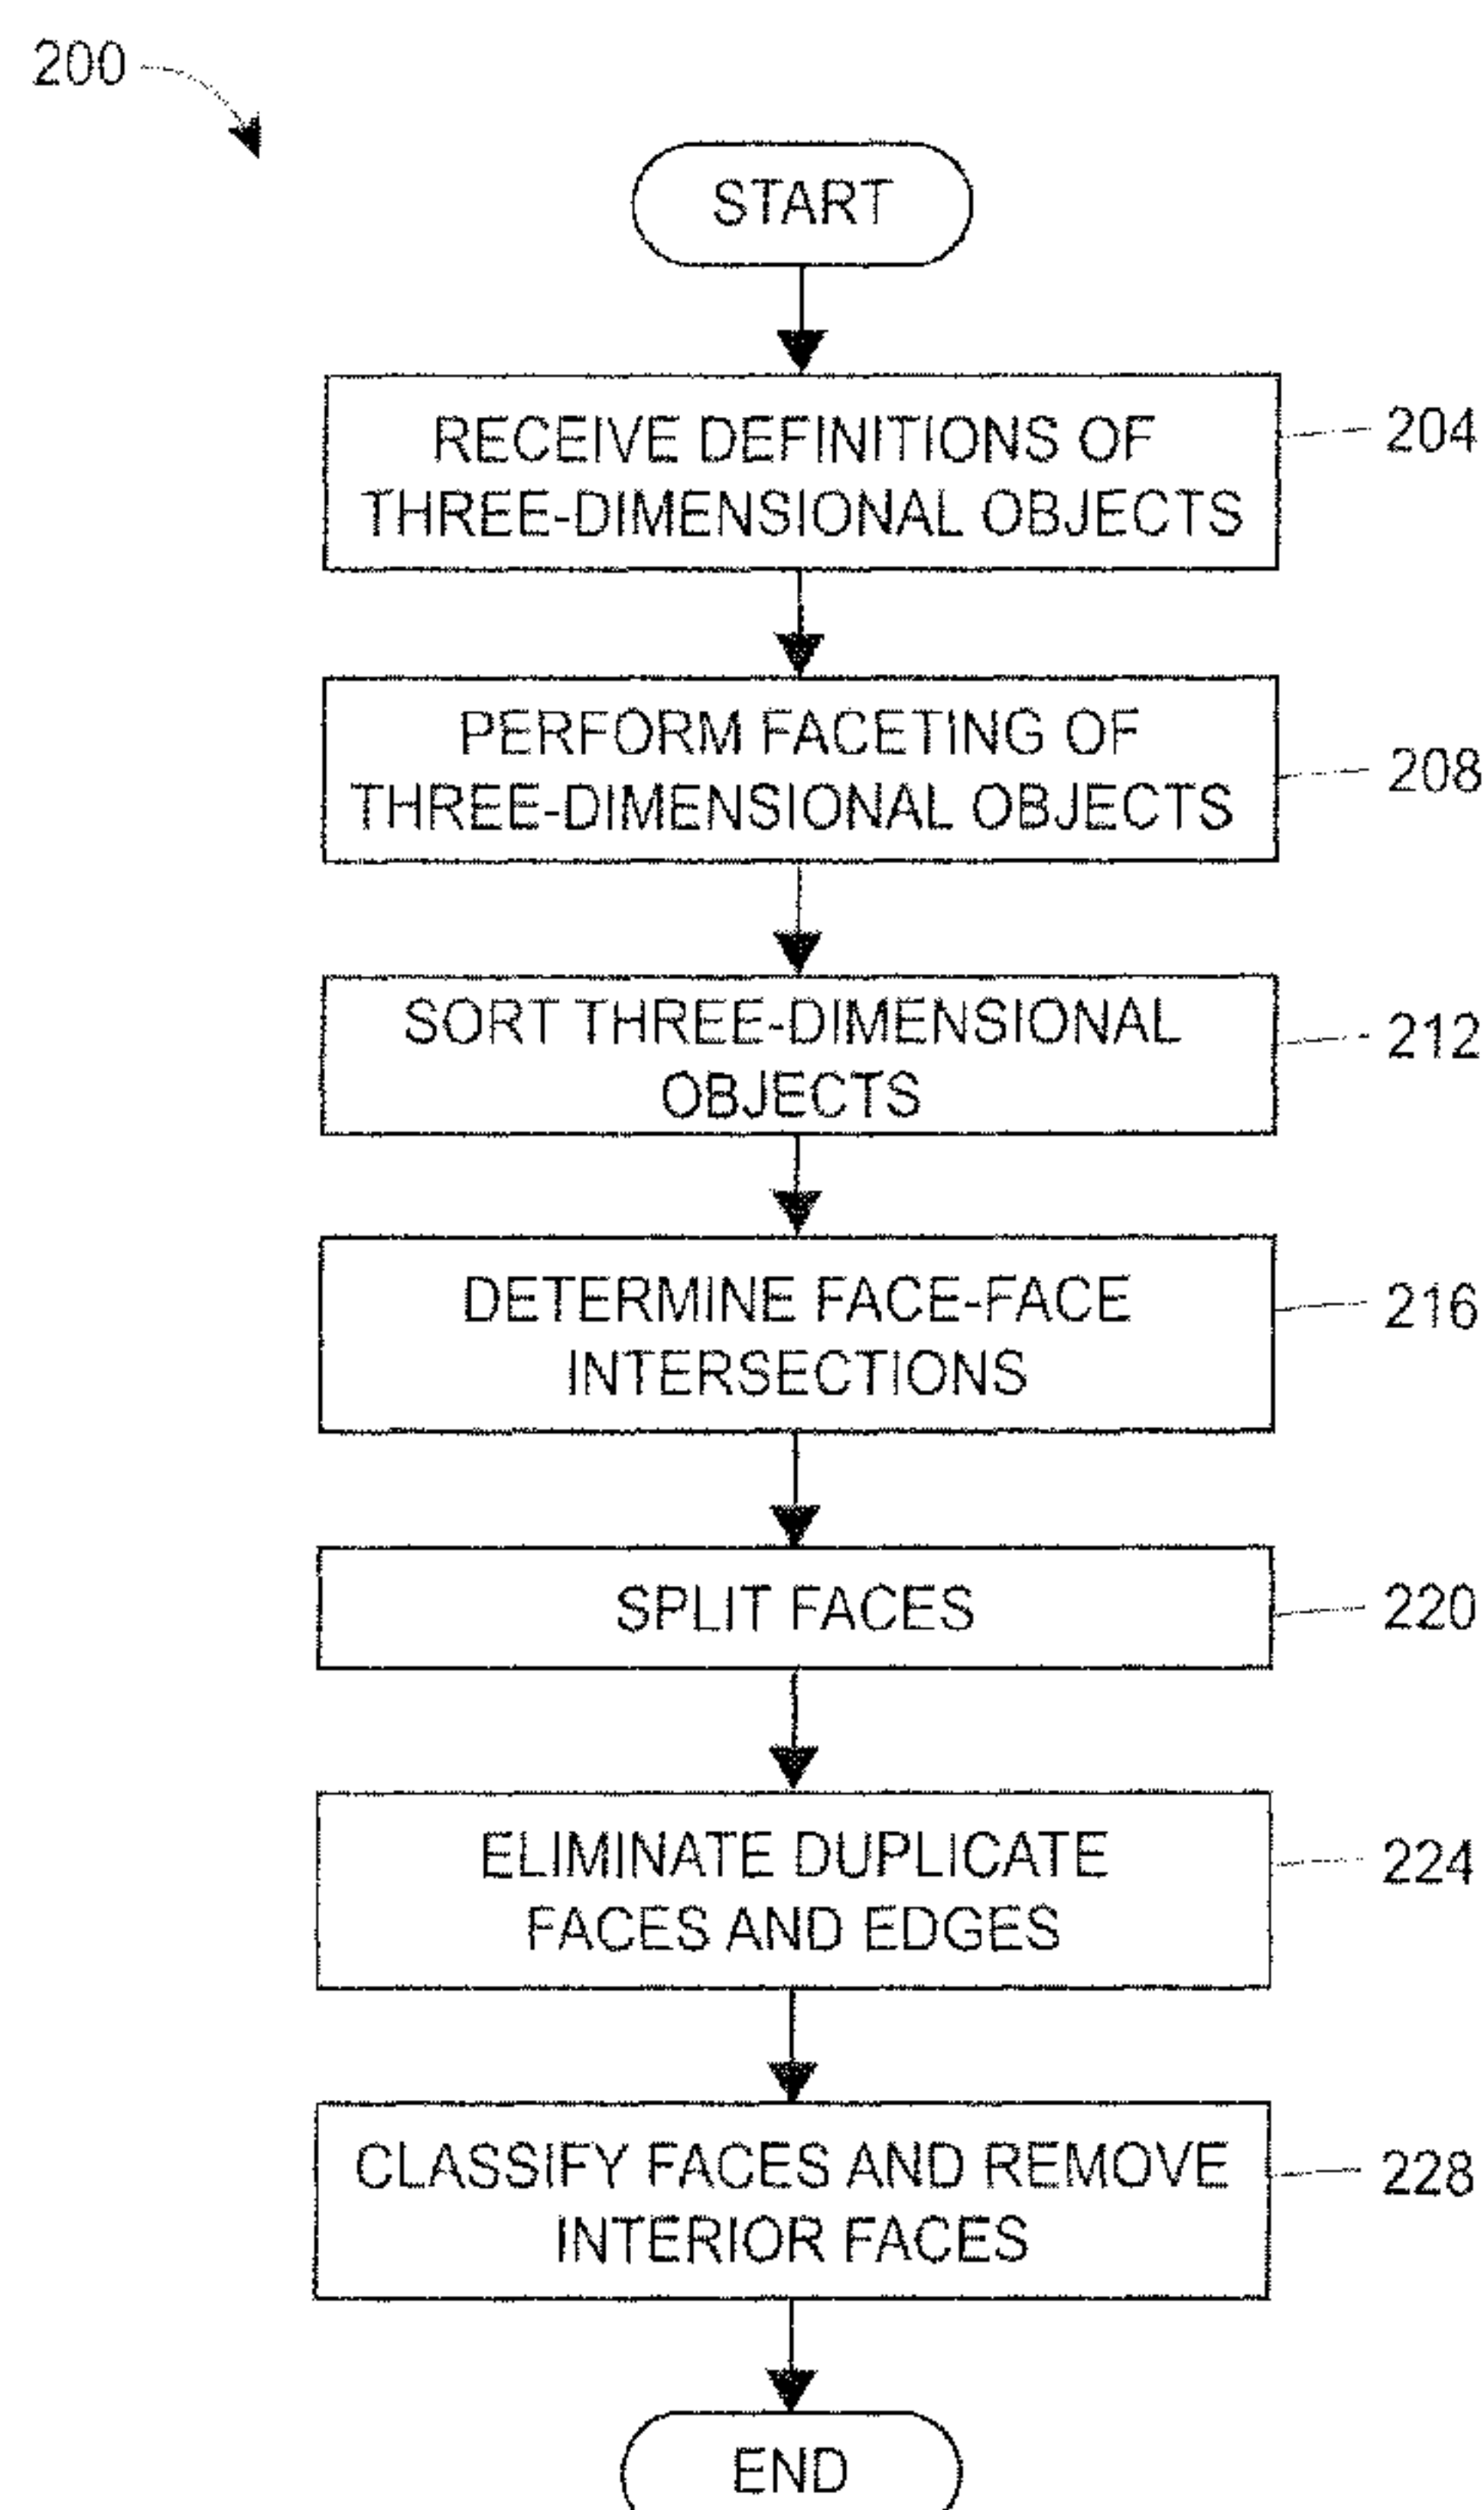 200
START
RECEIVE DEFINITIONS OF
THREE-DIMENSIONAL OBJECTS
204
PERFORM FACETING OF
THREE-DIMENSIONAL OBJECTS
208
SORT THREE-DIMENSIONAL
OBJECTS
212
DETERMINE FACE-FACE
INTERSECTIONS
216
SPLIT FACES
220
ELIMINATE DUPLICATE
FACES AND EDGES
224
CLASSIFY FACES AND REMOVE
INTERIOR FACES
228
END